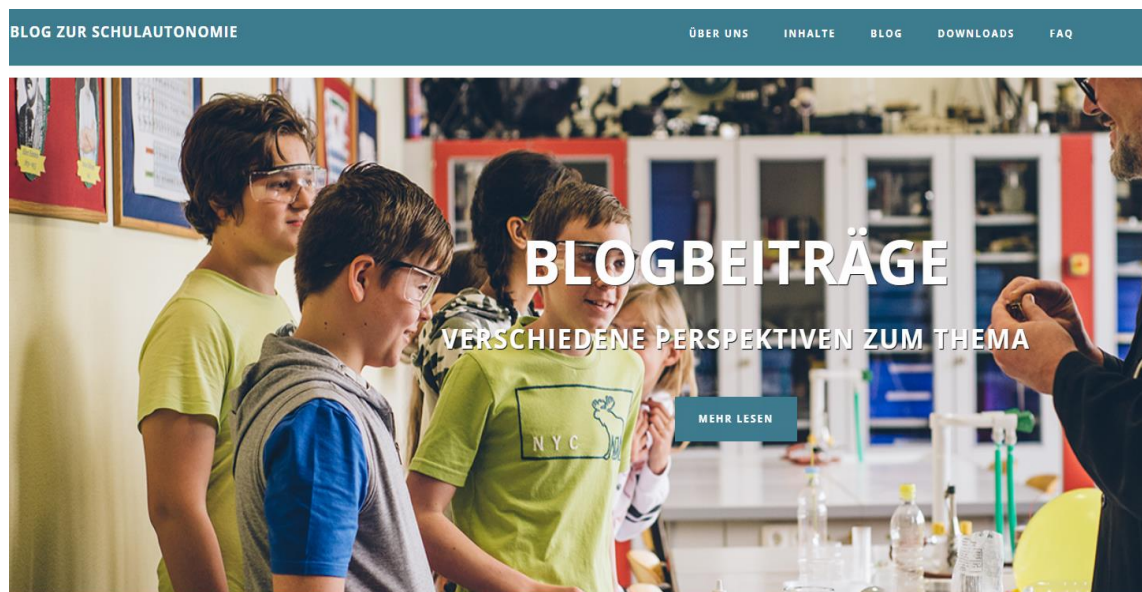 BLOG ZUR SCHULAUTONOMIE
ÜBER UNS INHALTE BLOG DOWNLOADS FAQ
BLOGBEITRÄGE
VERSCHIEDENE PERSPEKTIVEN ZUM THEMA
MEHR LESEN
NYC